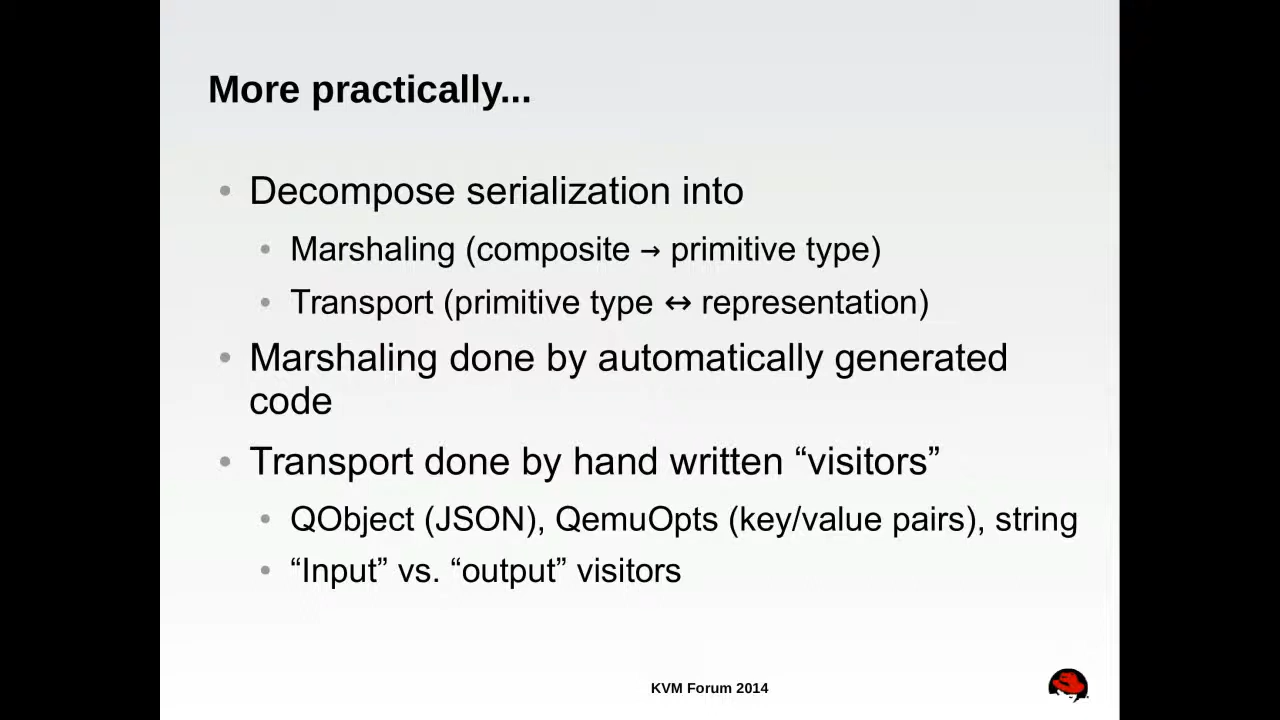 More practically...
• Decompose serialization into
• Marshaling (composite → primitive type)
• Transport (primitive type ↔ representation)
• Marshaling done by automatically generated
code
• Transport done by hand written “visitors”
• QObject (JSON), QemuOpts (key/value pairs), string
• “Input” vs. “output” visitors
KVM Forum 2014